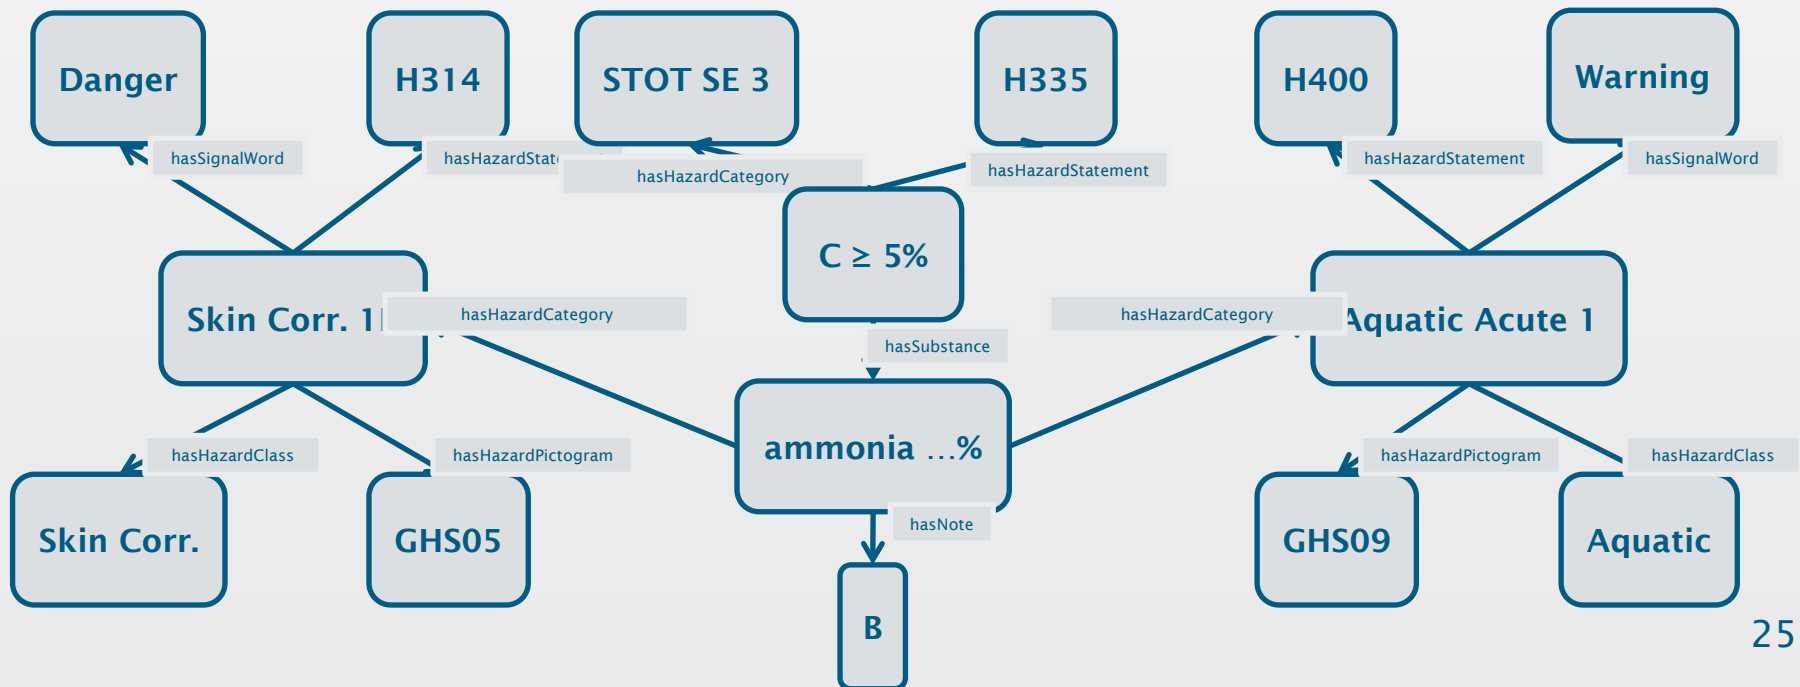 Danger
H314
STOT SE 3
H335
H400
Warning
hasSignalWord
hasHazardStat
hasHazardCategory
hasHazardStatement
hasHazardStatement
hasSignalWord
C ≥ 5%
Skin Corr. 1
hasHazardCategory
hasHazardCategory
Aquatic Acute 1
hasSubstance
ammonia ...%
hasHazardClass
hasHazardPictogram
hasHazardPictogram
hasHazardClass
Skin Corr.
GHS05
hasNote
GHS09
Aquatic
B
25